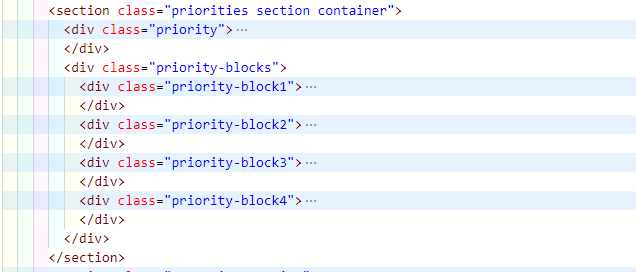 <section class="priorities section container">
<div class="priority">···
</div>
<div class="priority-blocks">
<div class="priority-block1">···
</div>
<div class="priority-block2">···
</div>
<div class="priority-block3">···
</div>
<div class="priority-block4">···
</div>
</div>
</section>